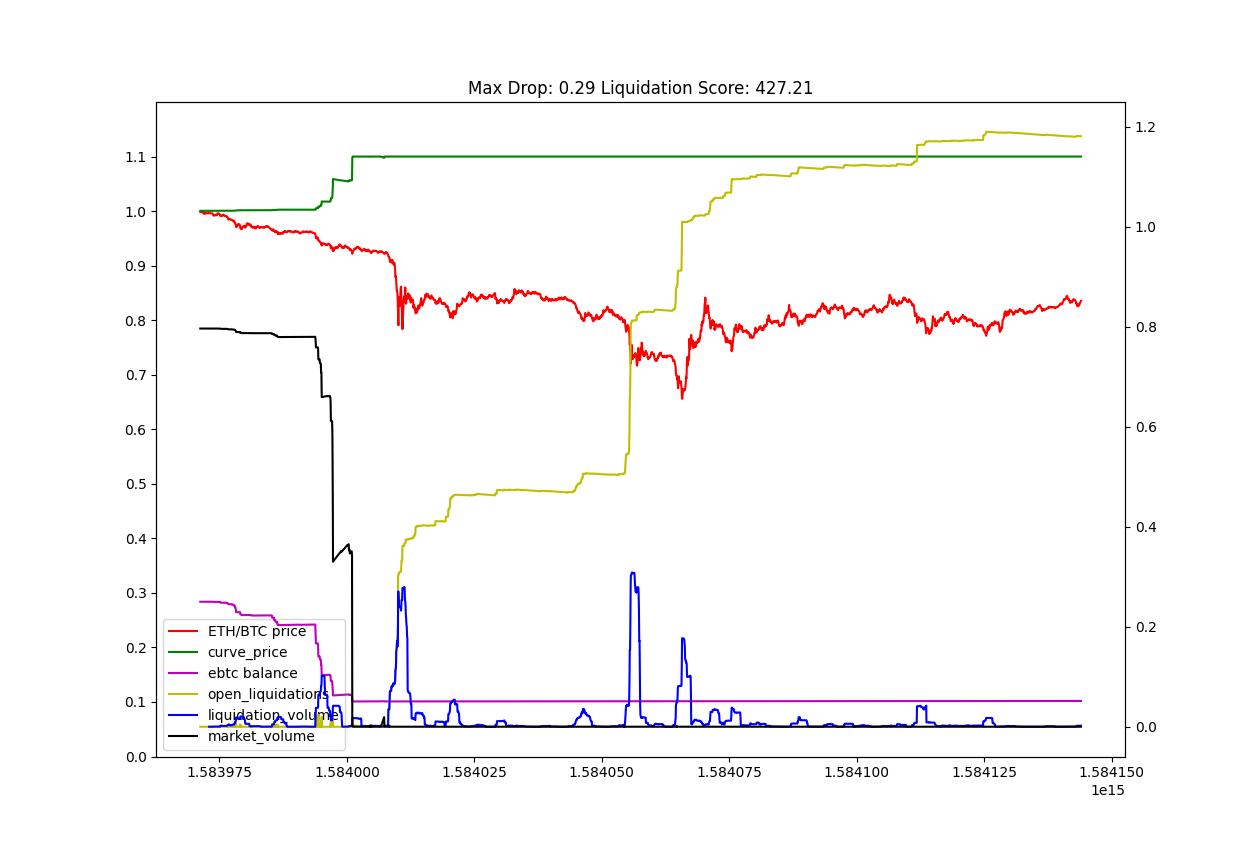 Max Drop: 0.29 Liquidation Score: 427.21
1.1
1.0
0.9
0.8
0.7
0.6
0.5
0.4
0.3
0.2
0.1
0.0
1.2
1.0
0.8
0.6
0.4
0.2
0.0
ETH/BTC price
curve_price
ebtc balance
open_liquidations
liquidation_volume
market_volume
1.583975 1.584000 1.584025 1.584050 1.584075 1.584100 1.584125 1.584150
1e15